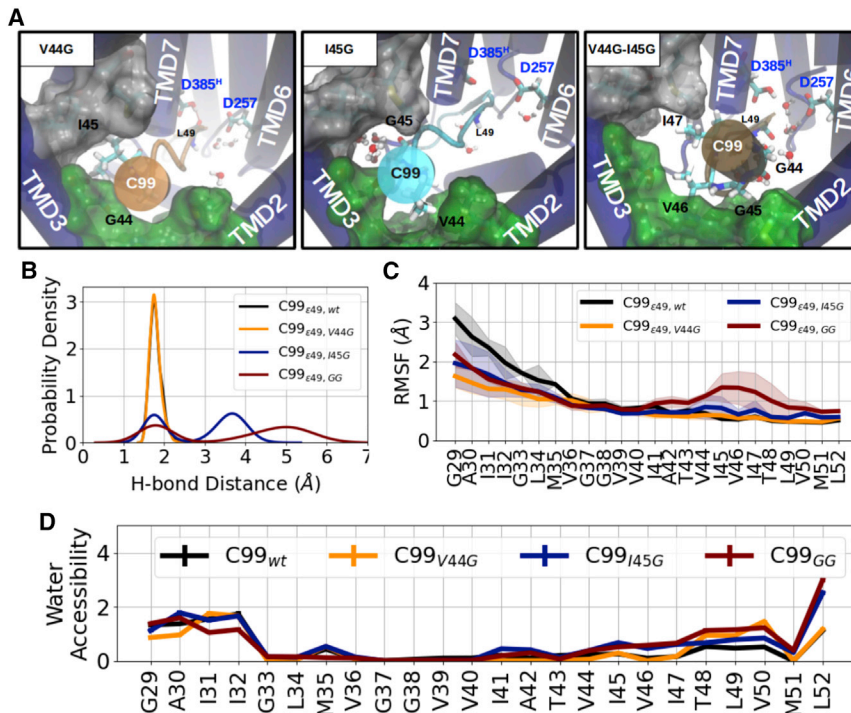 A
V44G
I45
TMD7
D385ᴴ
D257
TMD6
L49
C99
G44
TMD3
TMD2
I45G
G45
TMD7
D385ᴴ
D257
TMD6
L49
C99
V44
TMD3
TMD2
V44G-I45G
TMD7
D385ᴴ
D257
TMD6
I47
L49
C99
G44
V46
G45
TMD3
TMD2
B
Probability Density
3
2
1
0
0 1 2 3 4 5 6 7
H-bond Distance (Å)
C99ε49, wt
C99ε49, V44G
C99ε49, I45G
C99ε49, GG
C
RMSF (Å)
4
3
2
1
0
C99ε49, wt
C99ε49, V44G
C99ε49, I45G
C99ε49, GG
G29 A30 I31 I32 G33 L34 M35 V36 G37 G38 V39 V40 I41 A42 T43 V44 I45 V46 I47 T48 L49 V50 M51 L52
D
Water
Accessibility
4
2
0
C99wt C99V44G C99I45G C99GG
G29 A30 I31 I32 G33 L34 M35 V36 G37 G38 V39 V40 I41 A42 T43 V44 I45 V46 I47 T48 L49 V50 M51 L52